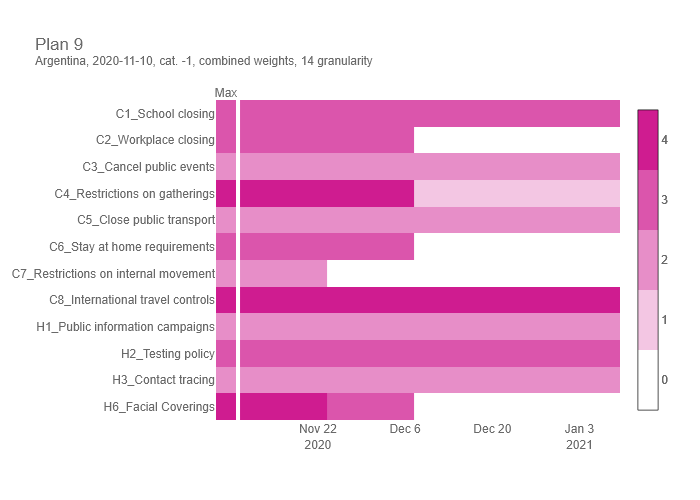 Plan 9
Argentina, 2020-11-10, cat. -1, combined weights, 14 granularity
Max
C1_School closing
C2_Workplace closing
C3_Cancel public events
C4_Restrictions on gatherings
C5_Close public transport
C6_Stay at home requirements
C7_Restrictions on internal movement
C8_International travel controls
H1_Public information campaigns
H2_Testing policy
H3_Contact tracing
H6_Facial Coverings
Nov 22
2020
Dec 6
Dec 20
Jan 3
2021
4
3
2
1
0